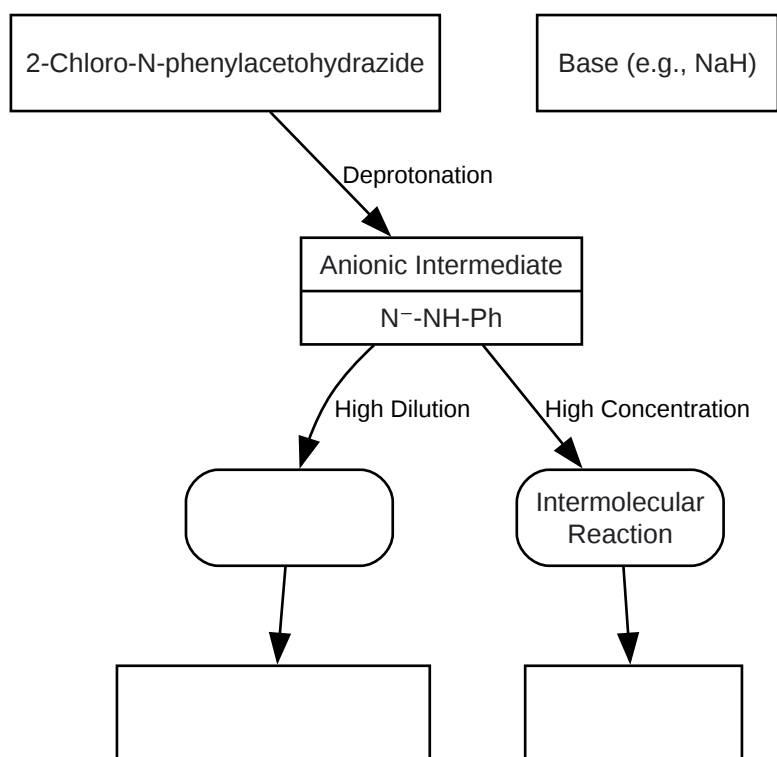 2-Chloro-N-phenylacetohydrazide
Base (e.g., NaH)
Deprotonation
Anionic Intermediate
N⁻-NH-Ph
High Dilution
High Concentration
Intermolecular
Reaction